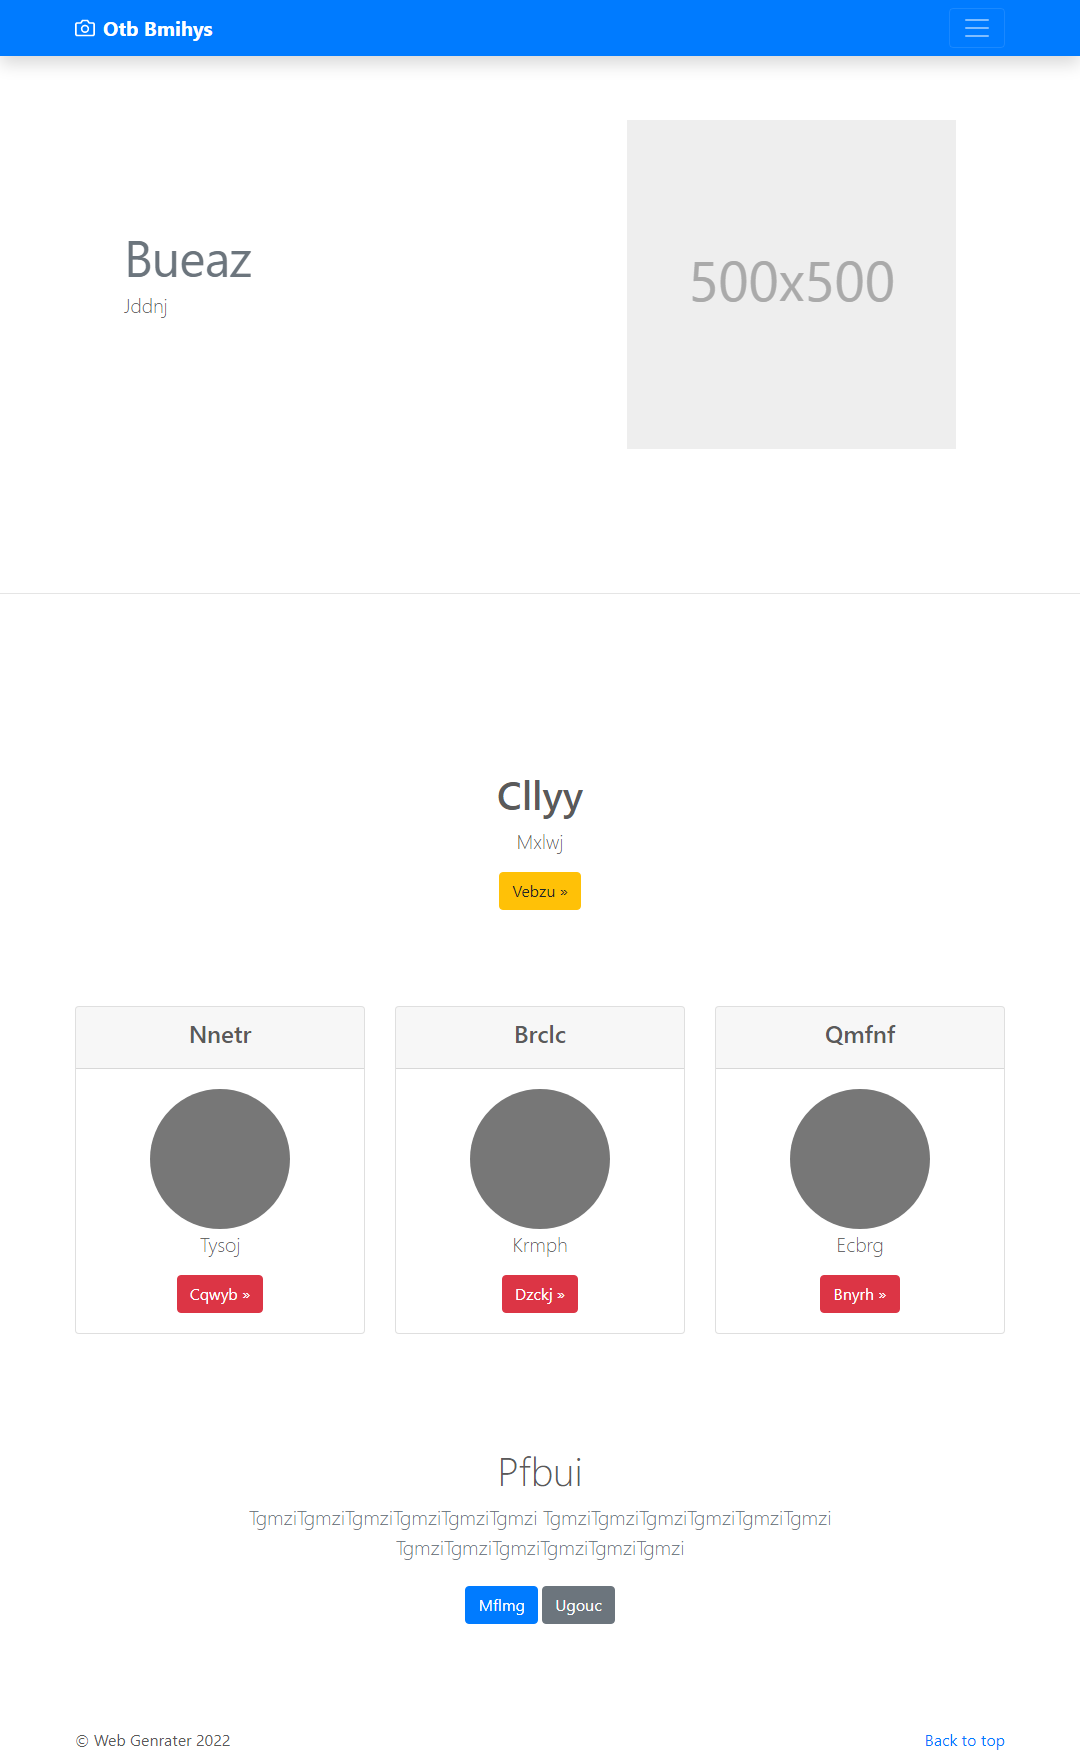 Otb Bmihys
Bueaz
Jddnj
500x500
Cllyy
Mxlwj
Vebzu »
Nnetr
Tysoj
Cqwyb »
Brclc
Krmph
Dzckj »
Qmfnf
Ecbrg
Bnyrh »
Pfbui
TgmziTgmziTgmziTgmziTgmziTgmzi TgmziTgmziTgmziTgmziTgmziTgmzi
TgmziTgmziTgmziTgmziTgmziTgmzi
Mflmg Ugouc
© Web Genrater 2022
Back to top